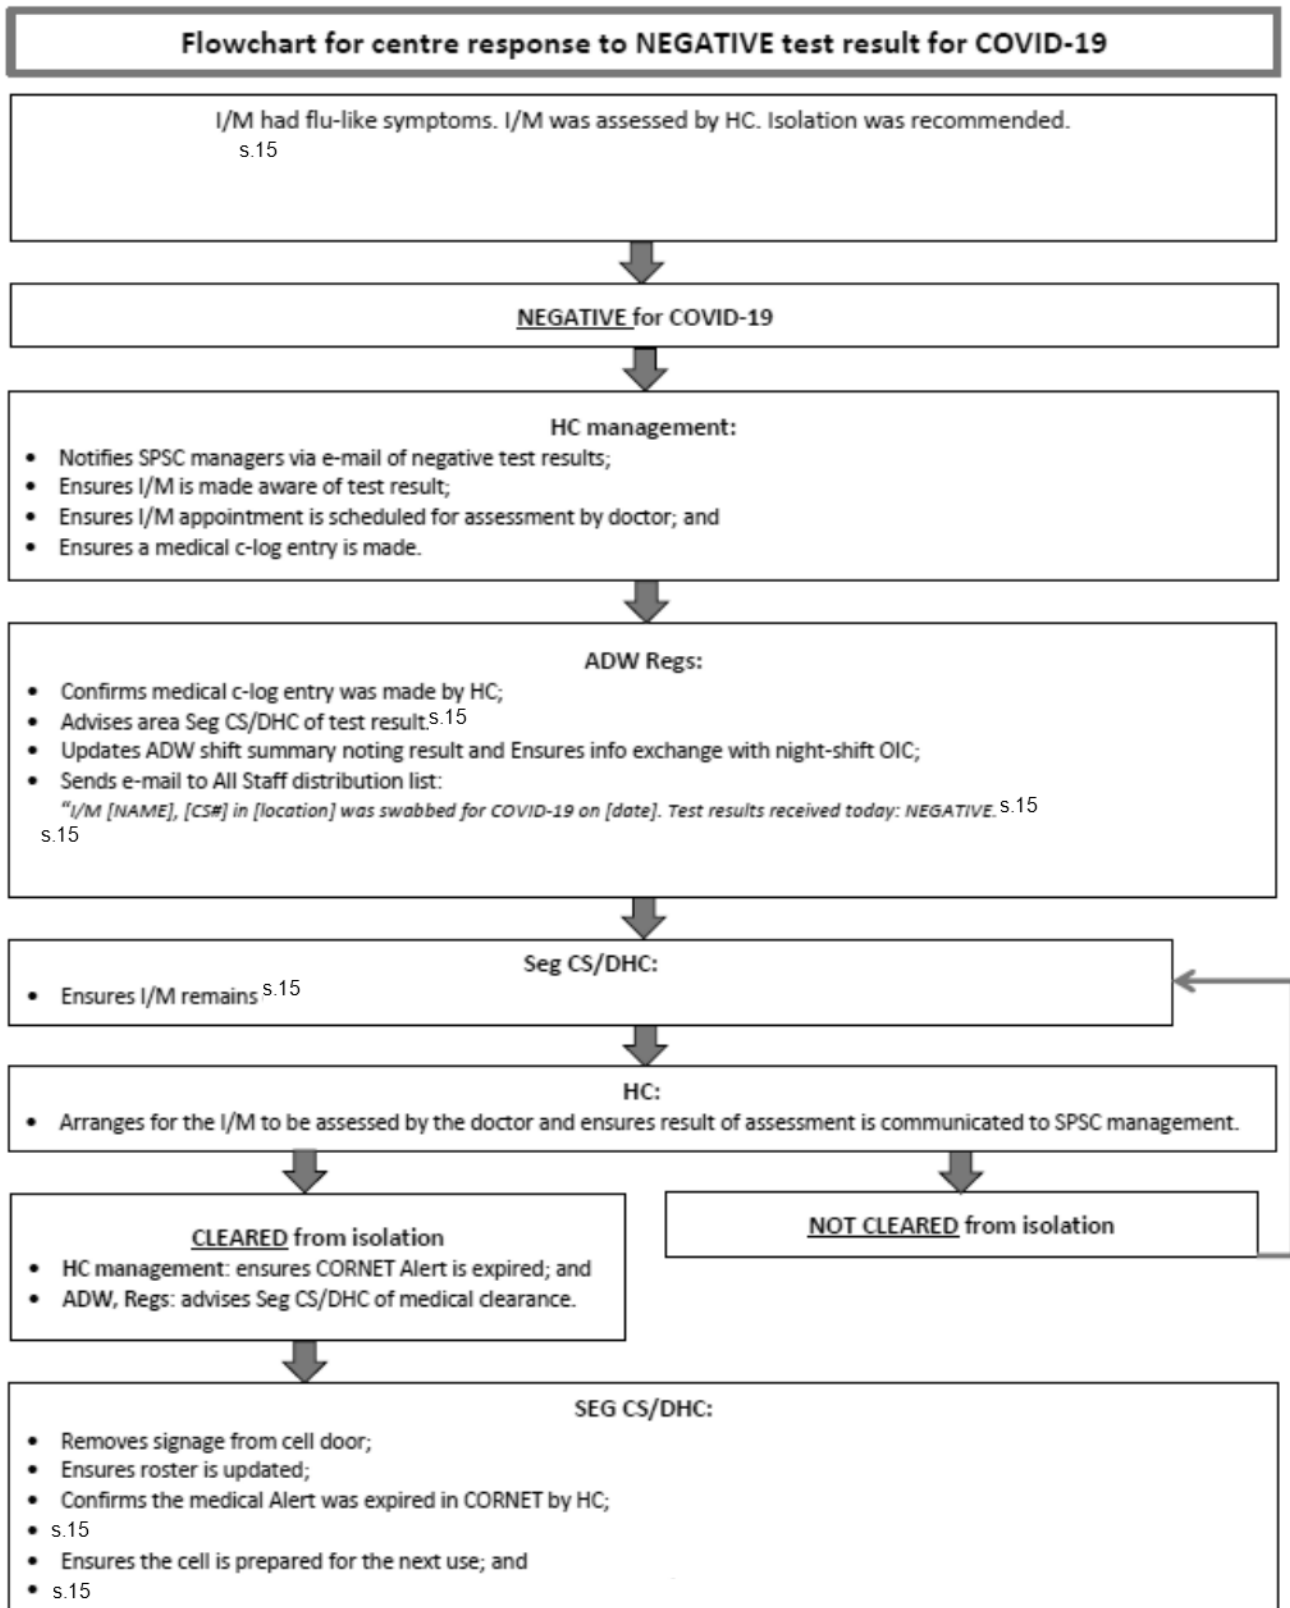 Flowchart for centre response to NEGATIVE test result for COVID-19
I/M had flu-like symptoms. I/M was assessed by HC. Isolation was recommended.
s.15
NEGATIVE for COVID-19
HC management:
• Notifies SPSC managers via e-mail of negative test results;
• Ensures I/M is made aware of test result;
• Ensures I/M appointment is scheduled for assessment by doctor; and
• Ensures a medical c-log entry is made.
ADW Regs:
• Confirms medical c-log entry was made by HC;
• Advises area Seg CS/DHC of test result. s.15
• Updates ADW shift summary noting result and Ensures info exchange with night-shift OIC;
• Sends e-mail to All Staff distribution list:
"I/M [NAME], [CS#] in [location] was swabbed for COVID-19 on [date]. Test results received today: NEGATIVE. s.15
s.15
Seg CS/DHC:
• Ensures I/M remains s.15
HC:
• Arranges for the I/M to be assessed by the doctor and ensures result of assessment is communicated to SPSC management.
CLEARED from isolation
• HC management: ensures CORNET Alert is expired; and
• ADW, Regs: advises Seg CS/DHC of medical clearance.
NOT CLEARED from isolation
SEG CS/DHC:
• Removes signage from cell door;
• Ensures roster is updated;
• Confirms the medical Alert was expired in CORNET by HC;
• s.15
• Ensures the cell is prepared for the next use; and
• s.15